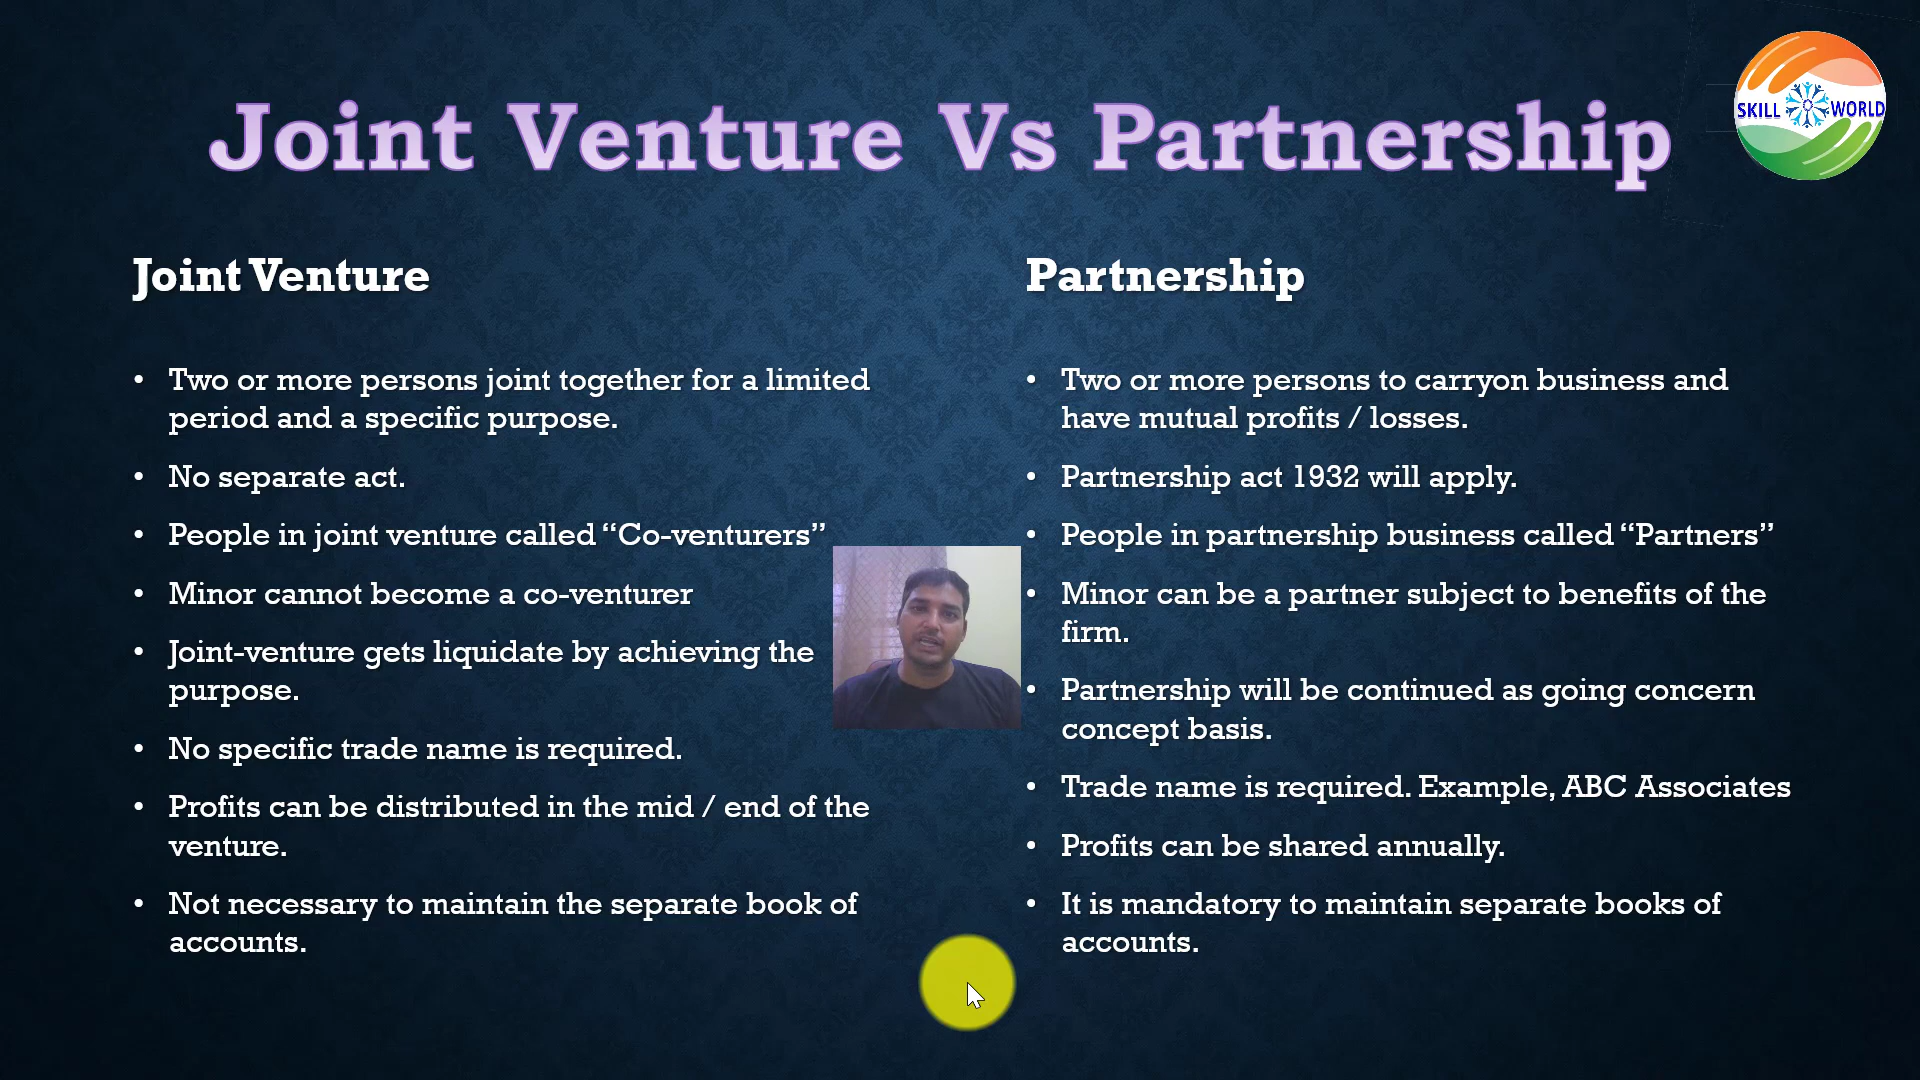 Joint Venture Vs Partnership
SKILL WORLD
Joint Venture
• Two or more persons joint together for a limited
period and a specific purpose.
• No separate act.
• People in joint venture called “Co-venturers”
• Minor cannot become a co-venturer
• Joint-venture gets liquidate by achieving the
purpose.
• No specific trade name is required.
• Profits can be distributed in the mid / end of the
venture.
• Not necessary to maintain the separate book of
accounts.
Partnership
• Two or more persons to carryon business and
have mutual profits / losses.
• Partnership act 1932 will apply.
• People in partnership business called “Partners”
• Minor can be a partner subject to benefits of the
firm.
• Partnership will be continued as going concern
concept basis.
• Trade name is required. Example, ABC Associates
• Profits can be shared annually.
• It is mandatory to maintain separate books of
accounts.